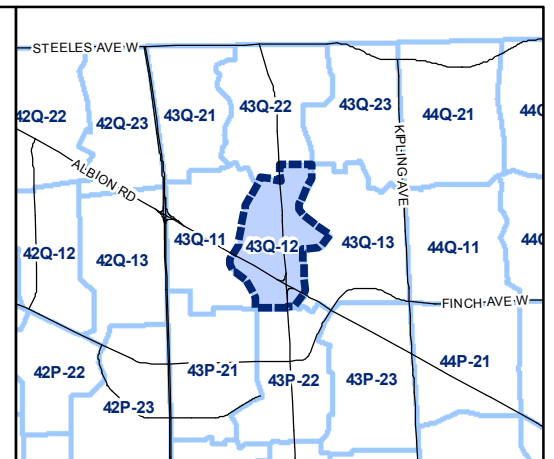 STEELES AVE W
42Q-22
42Q-23
43Q-21
43Q-22
43Q-23
44Q-21
ALBION RD
KIPLING AVE
42Q-12
42Q-13
43Q-11
43Q-12
43Q-13
44Q-11
FINCH AVE W
42P-22
42P-23
43P-21
43P-22
43P-23
44P-21